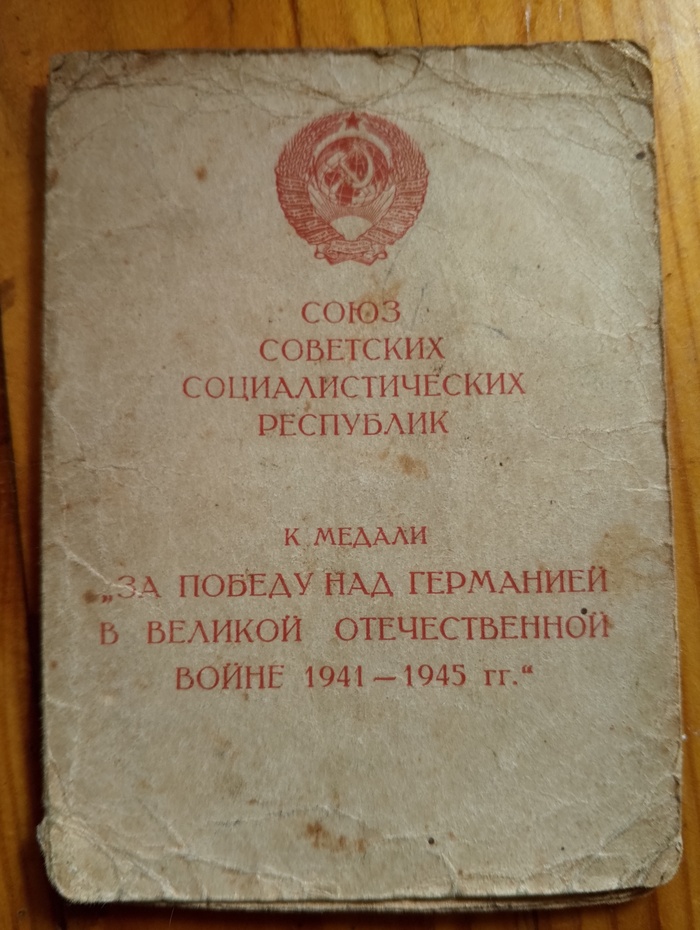 СОЮЗ
СОВЕТСКИХ
СОЦИАЛИСТИЧЕСКИХ
РЕСПУБЛИК
К МЕДАЛИ
„ЗА ПОБЕДУ НАД ГЕРМАНИЕЙ
В ВЕЛИКОЙ ОТЕЧЕСТВЕННОЙ
ВОЙНЕ 1941—1945 гг.“